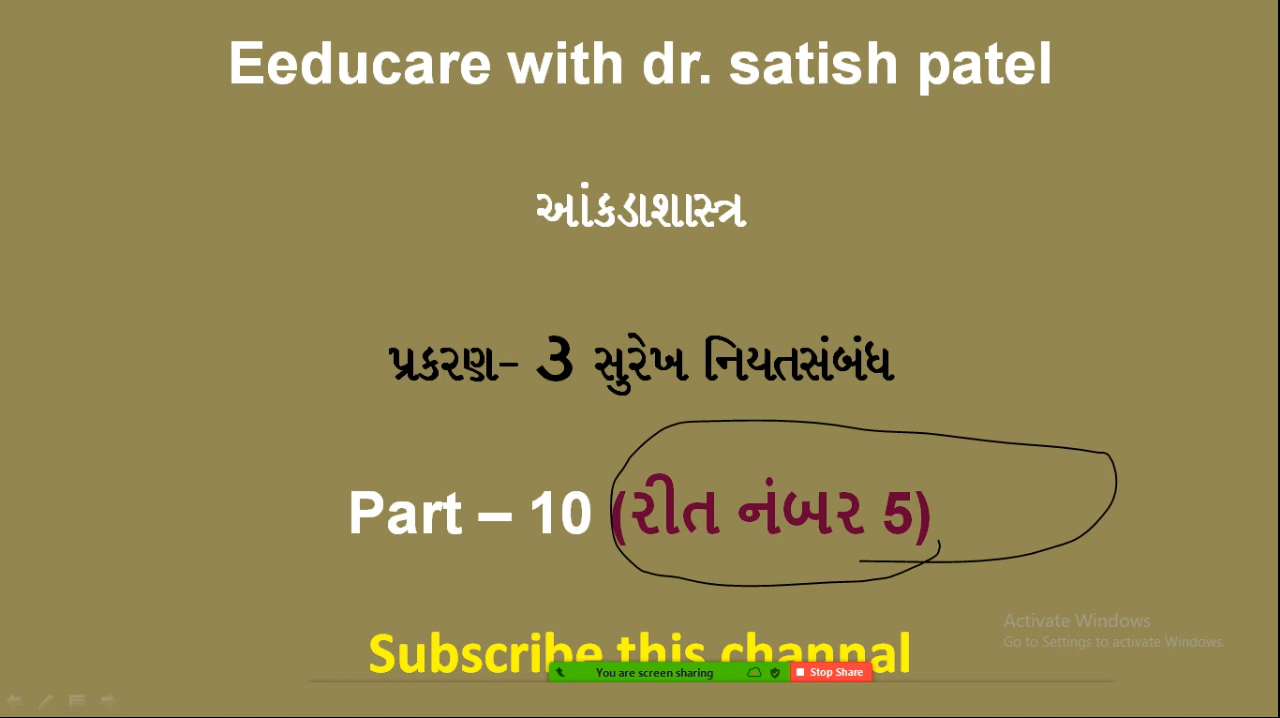 Eeducare with dr. satish patel
આંકડાશાસ્ત્ર
પ્રકરણ- ૩ સુરેખ નિયતસંબંધ
Part – 10 (રીત નંબર 5)
Activate Windows
Go to Settings to activate Windows.
Subscribe this channal
You are screen sharing
Stop Share